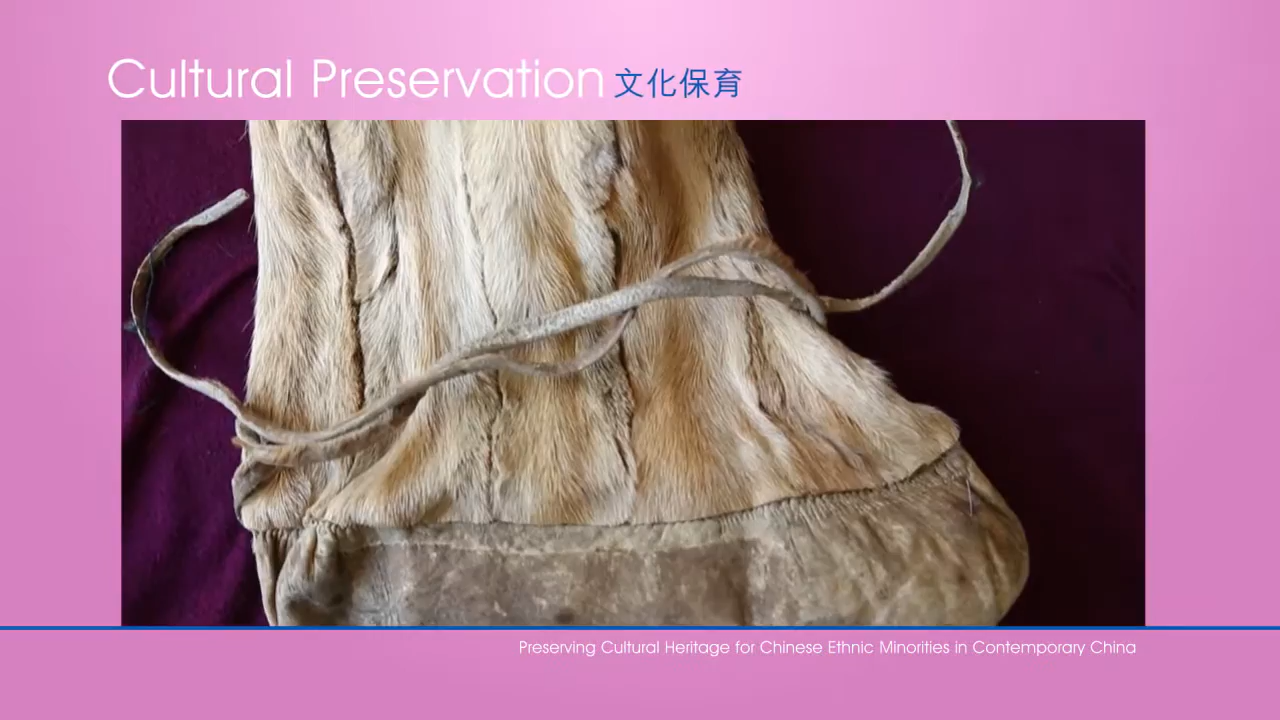 Cultural Preservation 文化保育
Preserving Cultural Heritage for Chinese Ethnic Minorities in Contemporary China